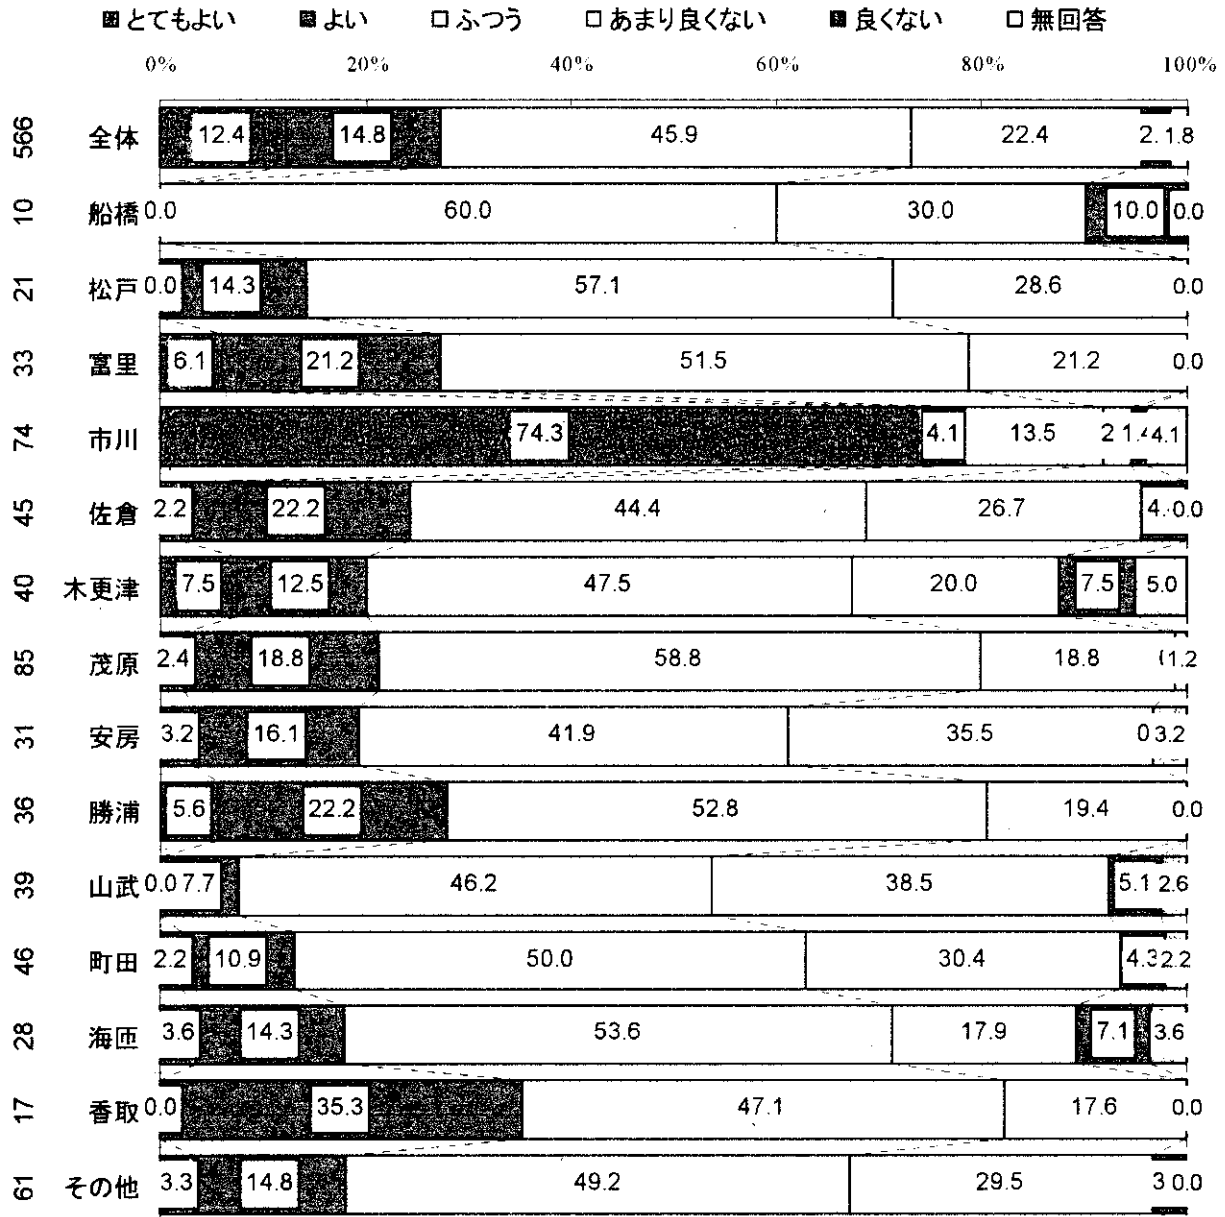 とてもよい よい ふつう あまり良くない 良くない 無回答
0% 20% 40% 60% 80% 100%
566 全体 12.4 14.8 45.9 22.4 2. 1.8
10 船橋 0.0 60.0 30.0 10.0 0.0
21 松戸 0.0 14.3 57.1 28.6 0.0
33 富里 6.1 21.2 51.5 21.2 0.0
74 市川 74.3 4.1 13.5 2 1.4 4.1
45 佐倉 2.2 22.2 44.4 26.7 4. 0.0
40 木更津 7.5 12.5 47.5 20.0 7.5 5.0
85 茂原 2.4 18.8 58.8 18.8 1.2
31 安房 3.2 16.1 41.9 35.5 0 3.2
36 勝浦 5.6 22.2 52.8 19.4 0.0
39 山武 0.0 7.7 46.2 38.5 5.1 2.6
46 町田 2.2 10.9 50.0 30.4 4.3 2.2
28 海匝 3.6 14.3 53.6 17.9 7.1 3.6
17 香取 0.0 35.3 47.1 17.6 0.0
61 その他 3.3 14.8 49.2 29.5 3 0.0